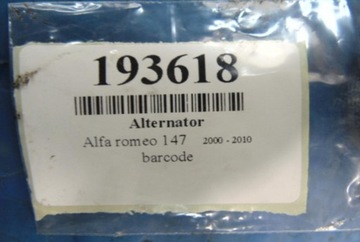 193618
Alternator
Alfa romeo 147 2000 - 2010
barcode